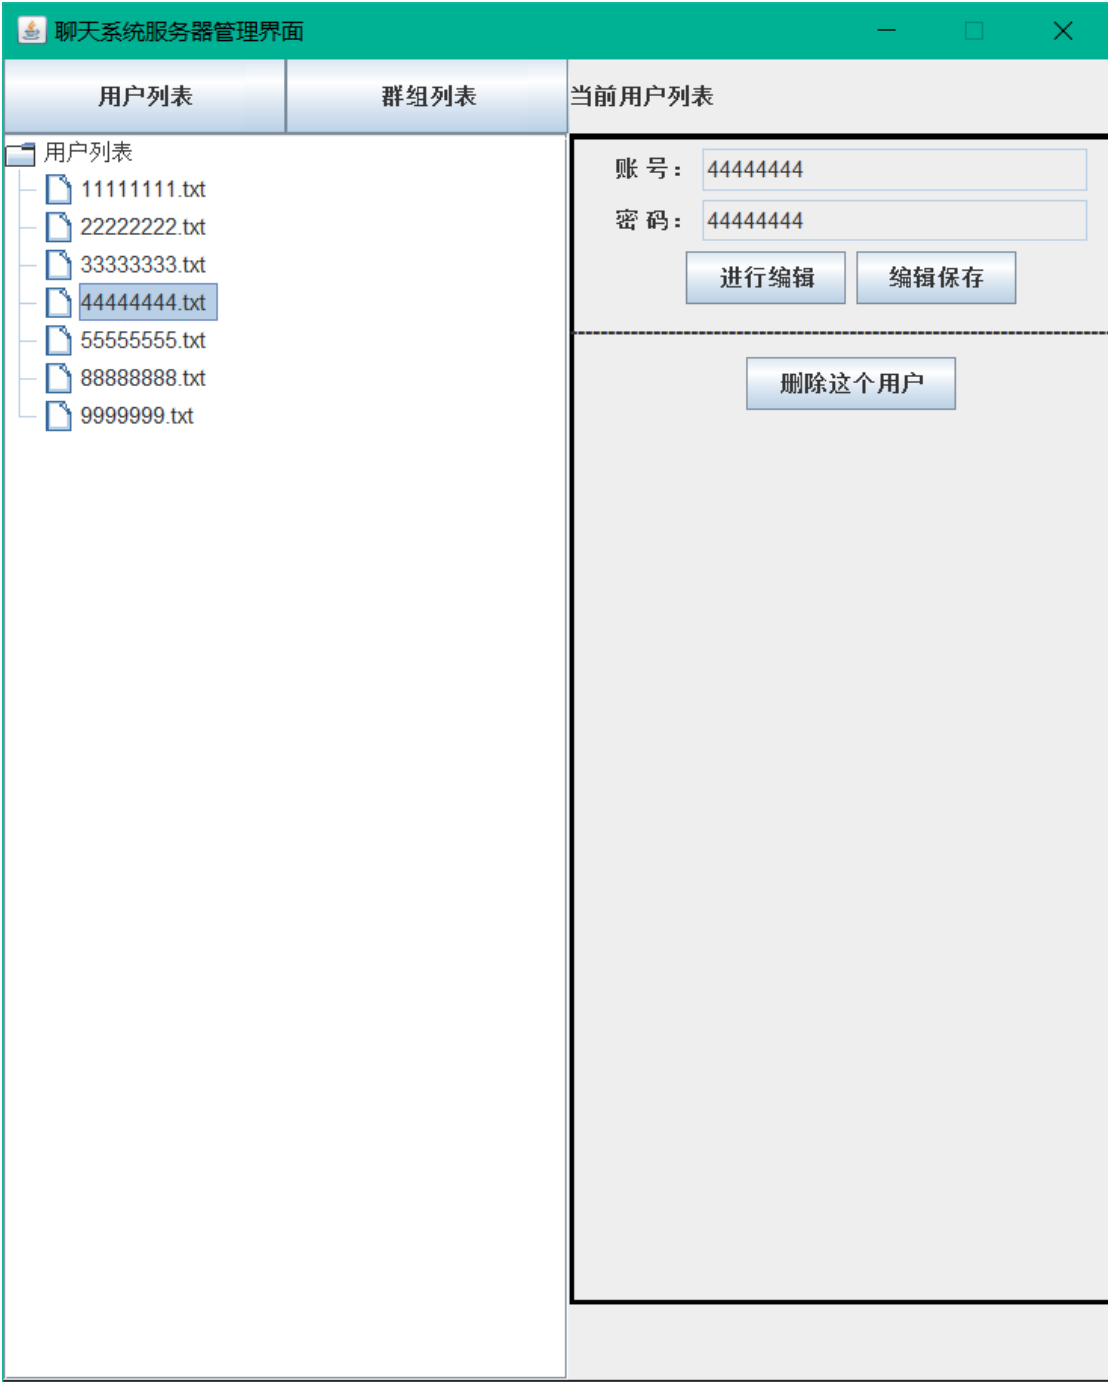 聊天系统服务器管理界面
用户列表
群组列表
当前用户列表
用户列表
11111111.txt
22222222.txt
33333333.txt
44444444.txt
55555555.txt
88888888.txt
9999999.txt
账 号： 44444444
密 码： 44444444
进行编辑 编辑保存
删除这个用户